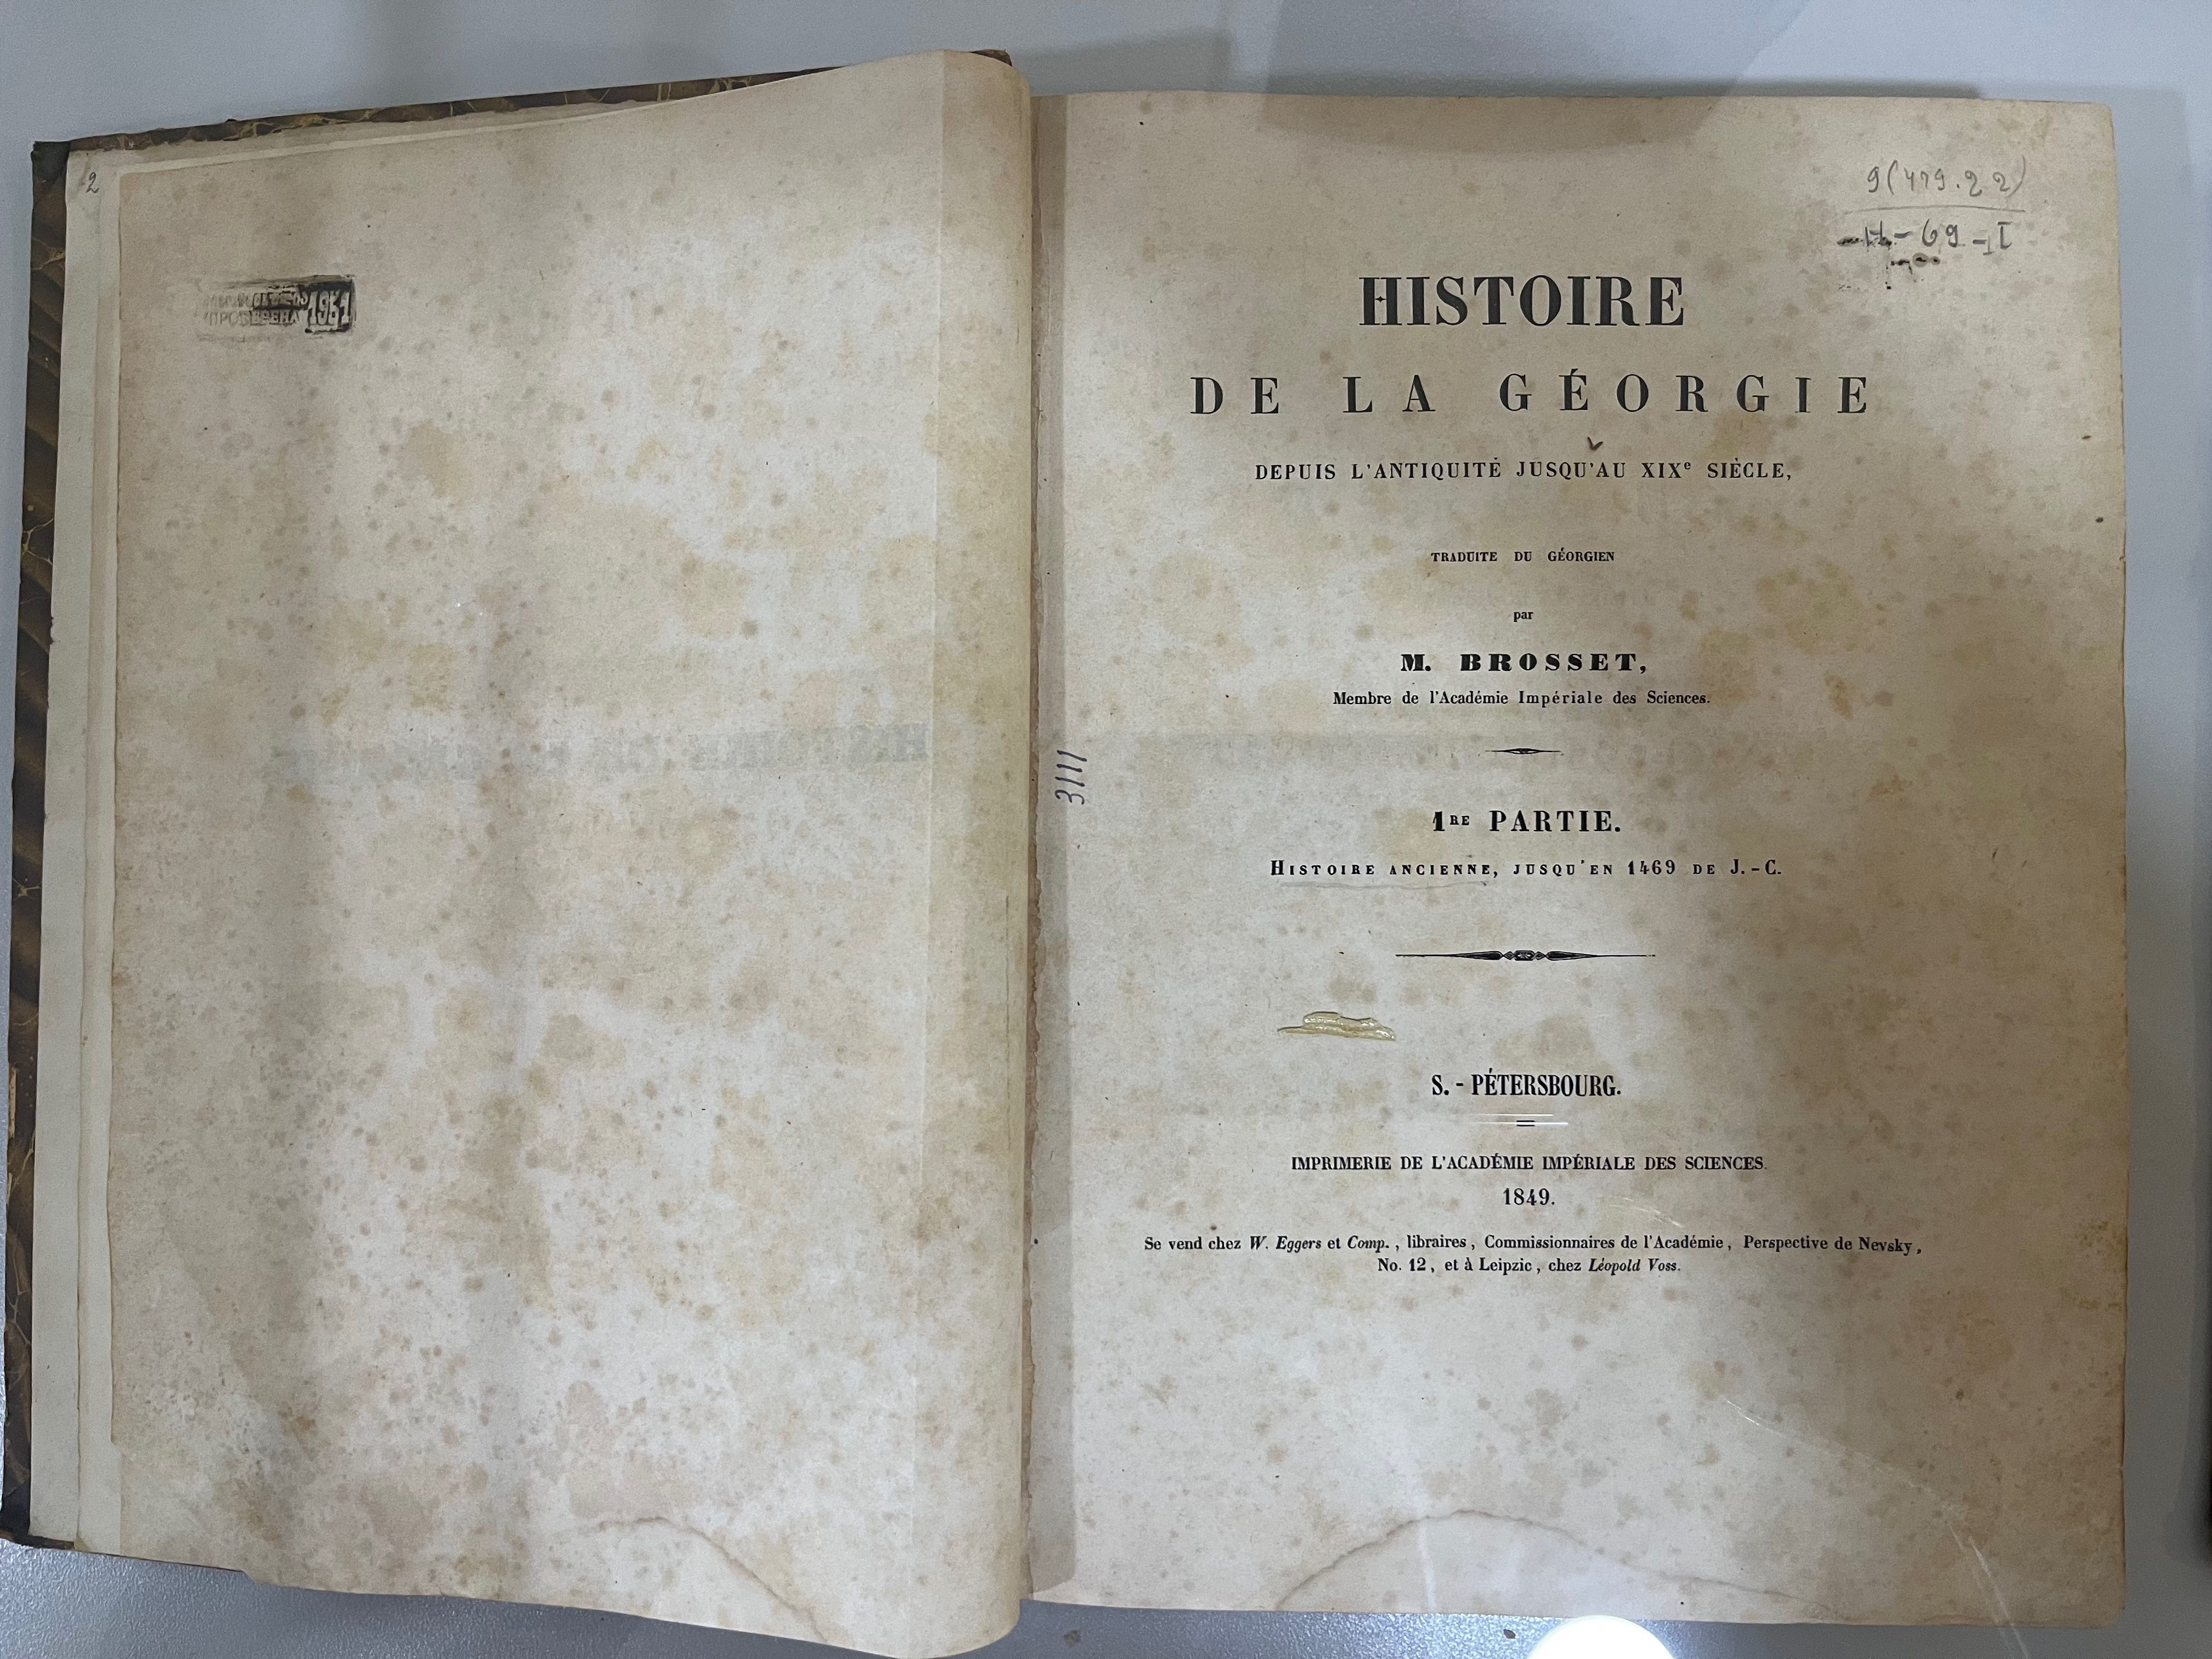 2
1961
9(479.22)
69-I
HISTOIRE
DE LA GÉORGIE
DEPUIS L'ANTIQUITÉ JUSQU'AU XIXe SIÈCLE,
TRADUITE DU GÉORGIEN
par
M. BROSSET,
Membre de l'Académie Impériale des Sciences.
3111
1RE PARTIE.
HISTOIRE ANCIENNE, JUSQU'EN 1469 DE J.-C.
S.-PÉTERSBOURG.
IMPRIMERIE DE L'ACADÉMIE IMPÉRIALE DES SCIENCES.
1849.
Se vend chez W. Eggers et Comp., libraires, Commissionnaires de l'Académie, Perspective de Nevsky,
No. 12, et à Leipzic, chez Léopold Voss.